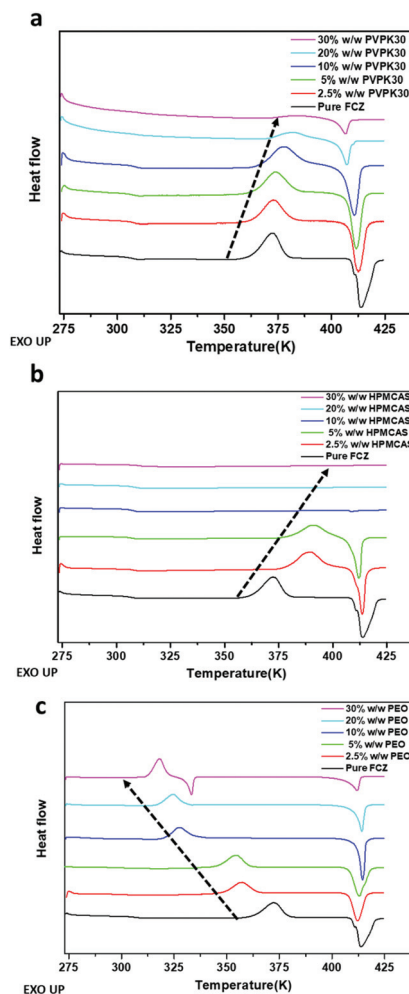 a
30% w/w PVPK30
20% w/w PVPK30
10% w/w PVPK30
5% w/w PVPK30
2.5% w/w PVPK30
Pure FCZ
Heat flow
275 300 325 350 375 400 425
EXO UP
Temperature(K)
b
30% w/w HPMCAS
20% w/w HPMCAS
10% w/w HPMCAS
5% w/w HPMCAS
2.5% w/w HPMCAS
Pure FCZ
Heat flow
275 300 325 350 375 400 425
Temperature(K)
EXO UP
c
30% w/w PEO
20% w/w PEO
10% w/w PEO
5% w/w PEO
2.5% w/w PEO
Pure FCZ
Heat flow
275 300 325 350 375 400 425
Temperature(K)
EXO UP